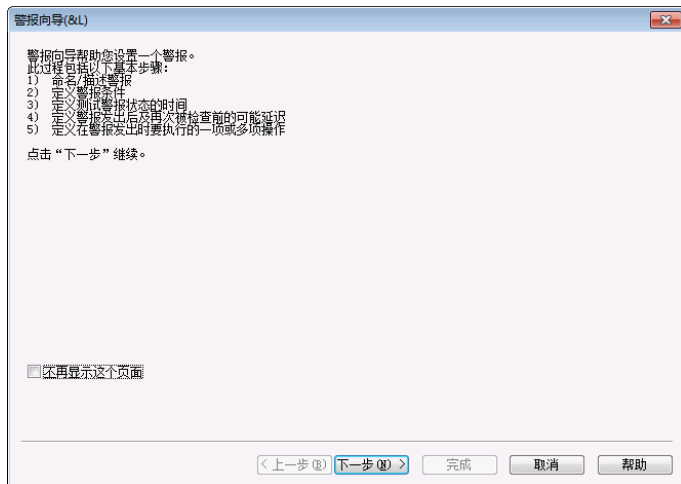 警报向导(&L)
警报向导帮助您设置一个警报。
此过程包括以下基本步骤:
1) 命名/描述警报
2) 定义警报条件
3) 定义测试警报状态的时间
4) 定义警报发出后及再次被检查前的可能延迟
5) 定义在警报发出时要执行的一项或多项操作
点击“下一步”继续。
不再显示这个页面
< 上一步(B) 下一步(N) > 完成 取消 帮助